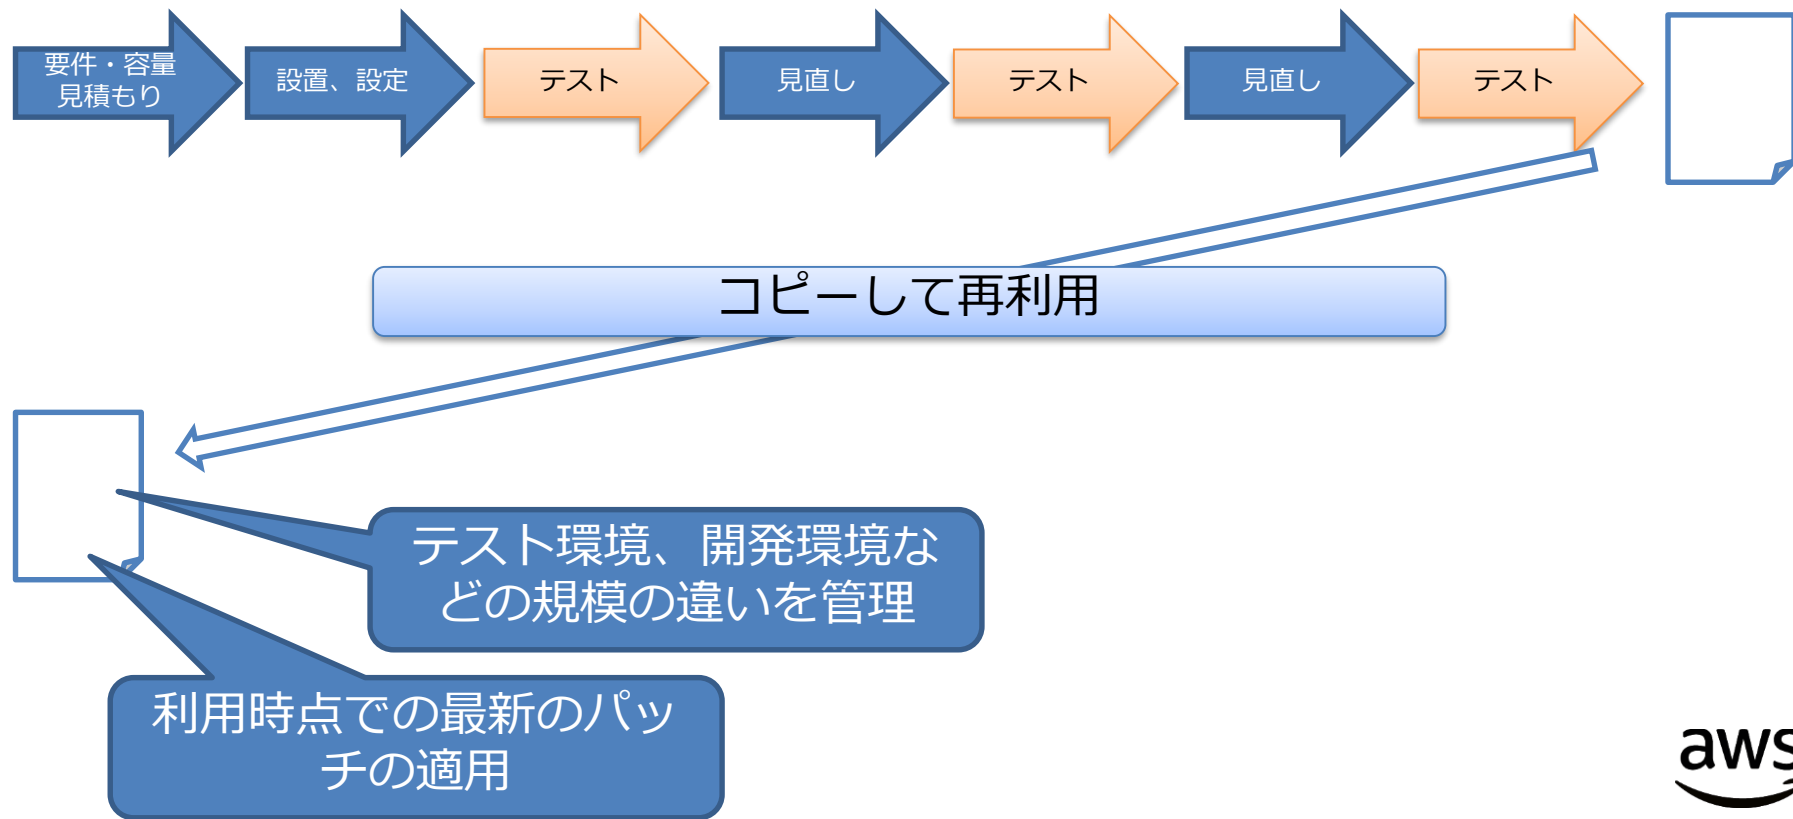 要件・容量
見積もり
設置、設定
テスト
見直し
テスト
見直し
テスト
コピーして再利用
テスト環境、開発環境な
どの規模の違いを管理
利用時点での最新のパッ
チの適用
aws